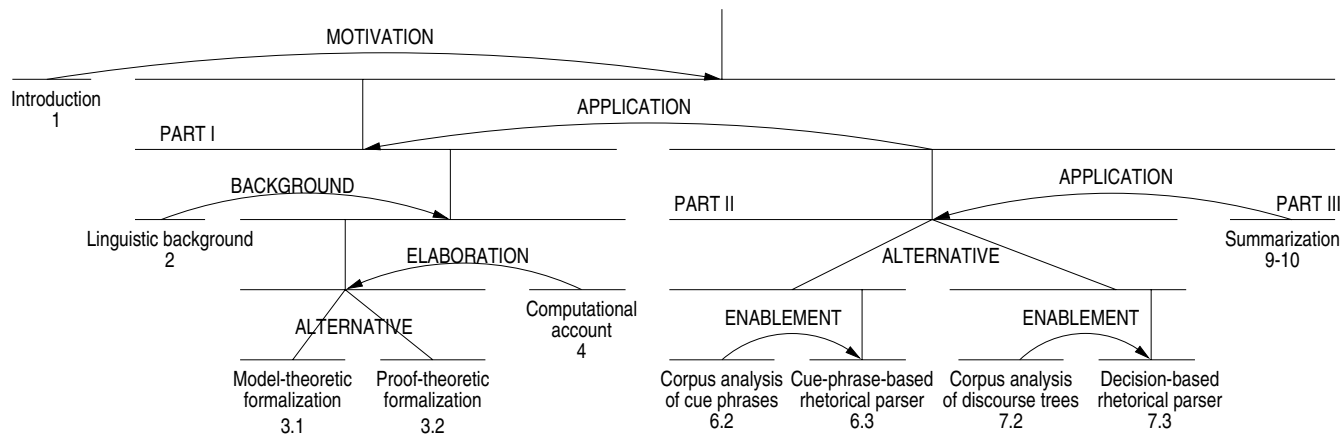 MOTIVATION
Introduction
1
APPLICATION
PART I
BACKGROUND
APPLICATION
PART II
PART III
Linguistic background
2
Summarization
9-10
ELABORATION
ALTERNATIVE
Computational
account
4
ALTERNATIVE
ENABLEMENT
ENABLEMENT
Model-theoretic
formalization
3.1
Proof-theoretic
formalization
3.2
Corpus analysis
of cue phrases
6.2
Cue-phrase-based
rhetorical parser
6.3
Corpus analysis
of discourse trees
7.2
Decision-based
rhetorical parser
7.3